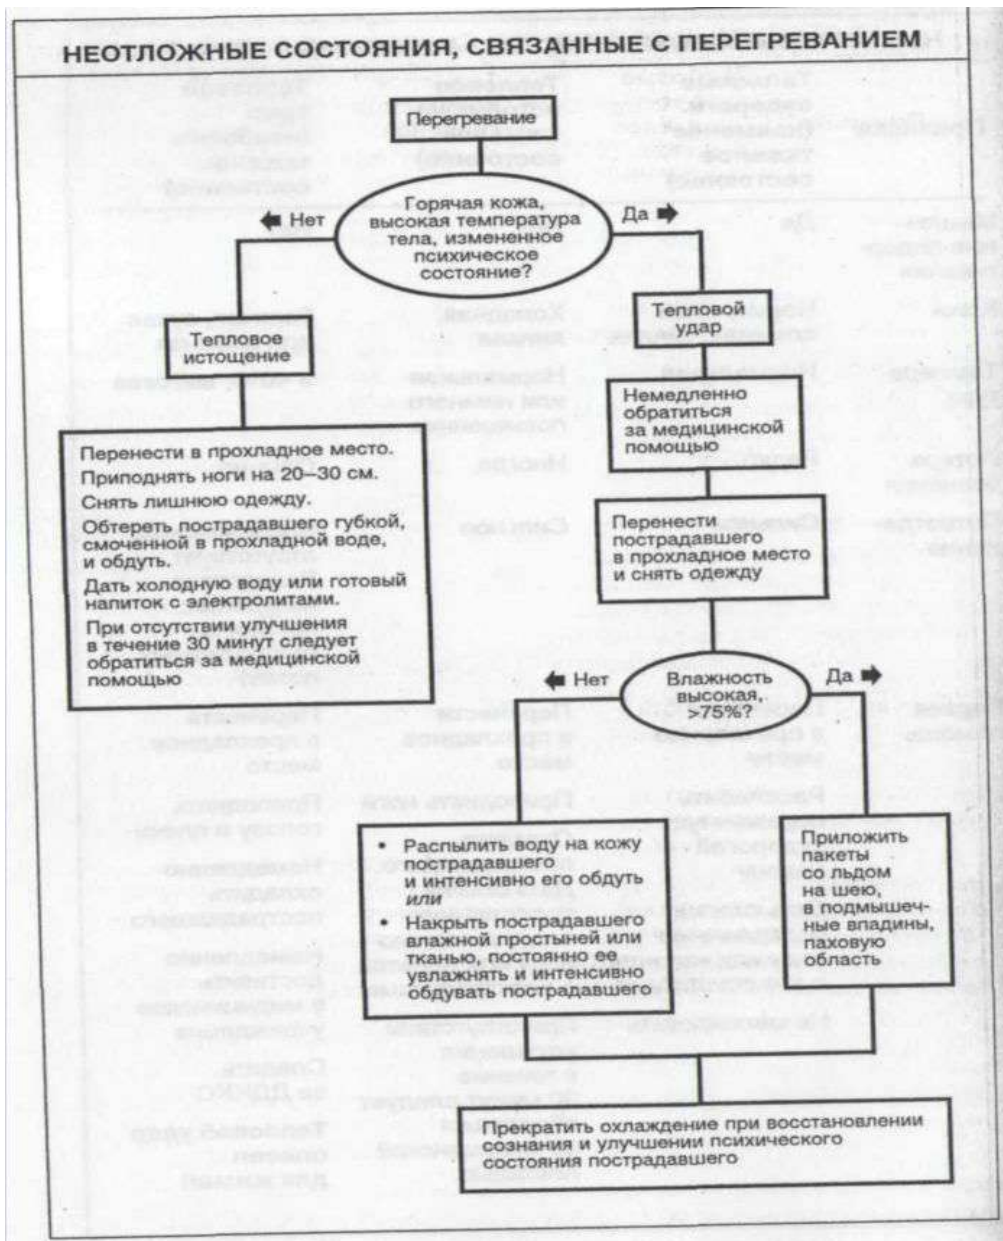 НЕОТЛОЖНЫЕ СОСТОЯНИЯ, СВЯЗАННЫЕ С ПЕРЕГРЕВАНИЕМ
Перегревание
Горячая кожа,
высокая температура
тела, измененное
психическое
состояние?
Нет
Да
Тепловое
истощение
Тепловой
удар
Перенести в прохладное место.
Приподнять ноги на 20–30 см.
Снять лишнюю одежду.
Обтереть пострадавшего губкой,
смоченной в прохладной воде,
и обдуть.
Дать холодную воду или готовый
напиток с электролитами.
При отсутствии улучшения
в течение 30 минут следует
обратиться за медицинской
помощью
Немедленно
обратиться
за медицинской
помощью
Перенести
пострадавшего
в прохладное место
и снять одежду
Влажность
высокая,
>75%?
Нет
Да
• Распылить воду на кожу
пострадавшего
и интенсивно его обдуть
или
• Накрыть пострадавшего
влажной простыней или
тканью, постоянно ее
увлажнять и интенсивно
обдувать пострадавшего
Приложить
пакеты
со льдом
на шею,
в подмышеч-
ные впадины,
паховую
область
Прекратить охлаждение при восстановлении
сознания и улучшении психического
состояния пострадавшего